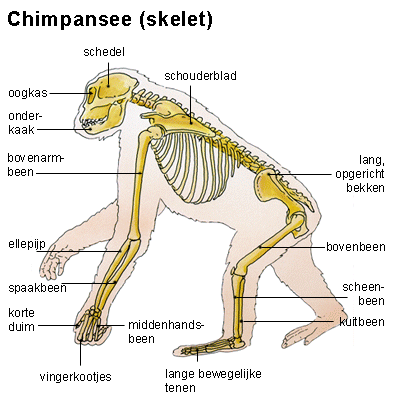 Chimpansee (skelet)
schedel
schouderblad
oogkas
onder-
kaak
bovenarm-
been
lang,
opgericht
bekken
ellepijp
bovenbeen
spaakbeen
scheen-
been
korte
duim
middenhands-
been
kuitbeen
vingerkootjes
lange bewegelijke
tenen